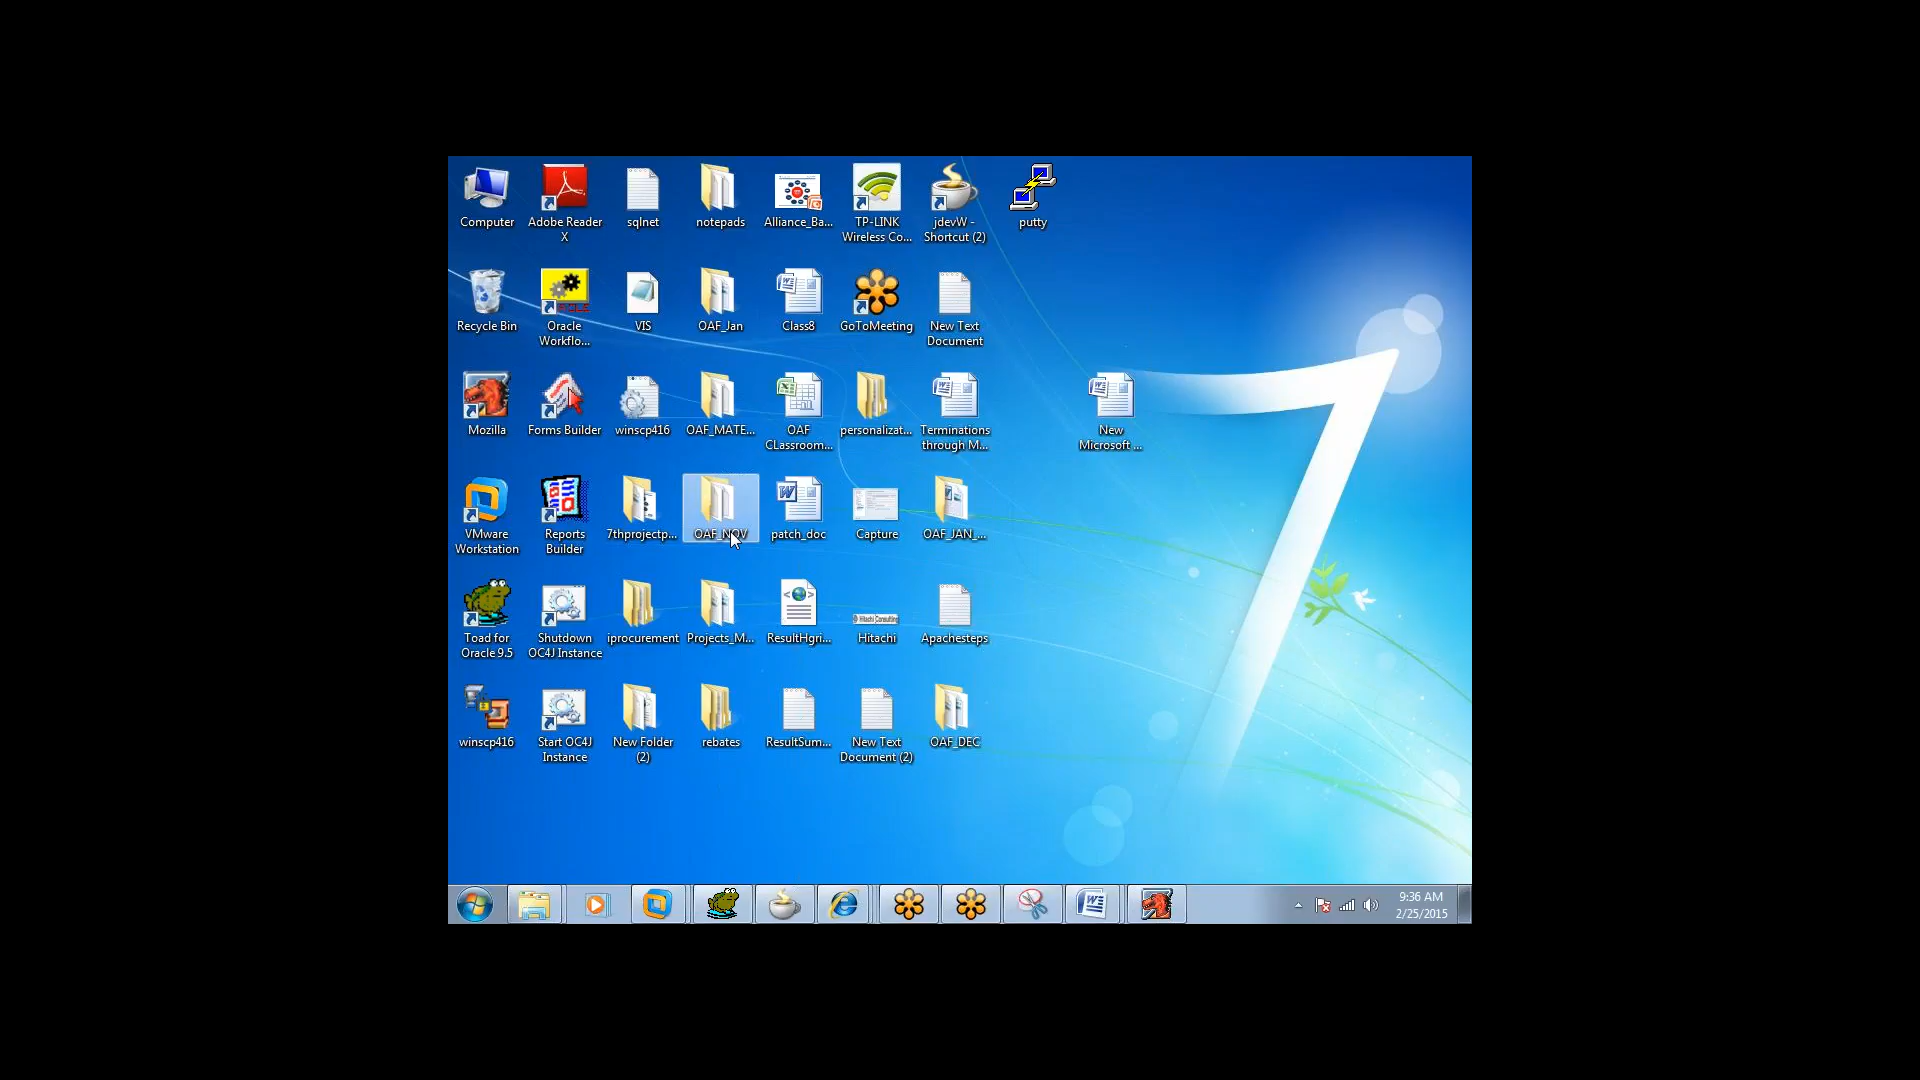 Computer
Adobe Reader
X
sqlnet
notepads
Alliance_Ba...
TP-LINK
Wireless Co...
jdevW -
Shortcut (2)
putty
Recycle Bin
Oracle
Workflo...
VIS
OAF_Jan
Class8
GoToMeeting
New Text
Document
Mozilla
Forms Builder
winscp416
OAF_MATE...
OAF
CLassroom...
personalizat...
Terminations
through M...
New
Microsoft ...
VMware
Workstation
Reports
Builder
7thprojectp...
OAF_NOV
patch_doc
Capture
OAF_JAN_...
Toad for
Oracle 9.5
Shutdown
OC4J Instance
iprocurement
Projects_M...
ResultHgri...
Hitachi Consulting
Hitachi
Apachesteps
winscp416
Start OC4J
Instance
New Folder
(2)
rebates
ResultSum...
New Text
Document (2)
OAF_DEC
9:36 AM
2/25/2015